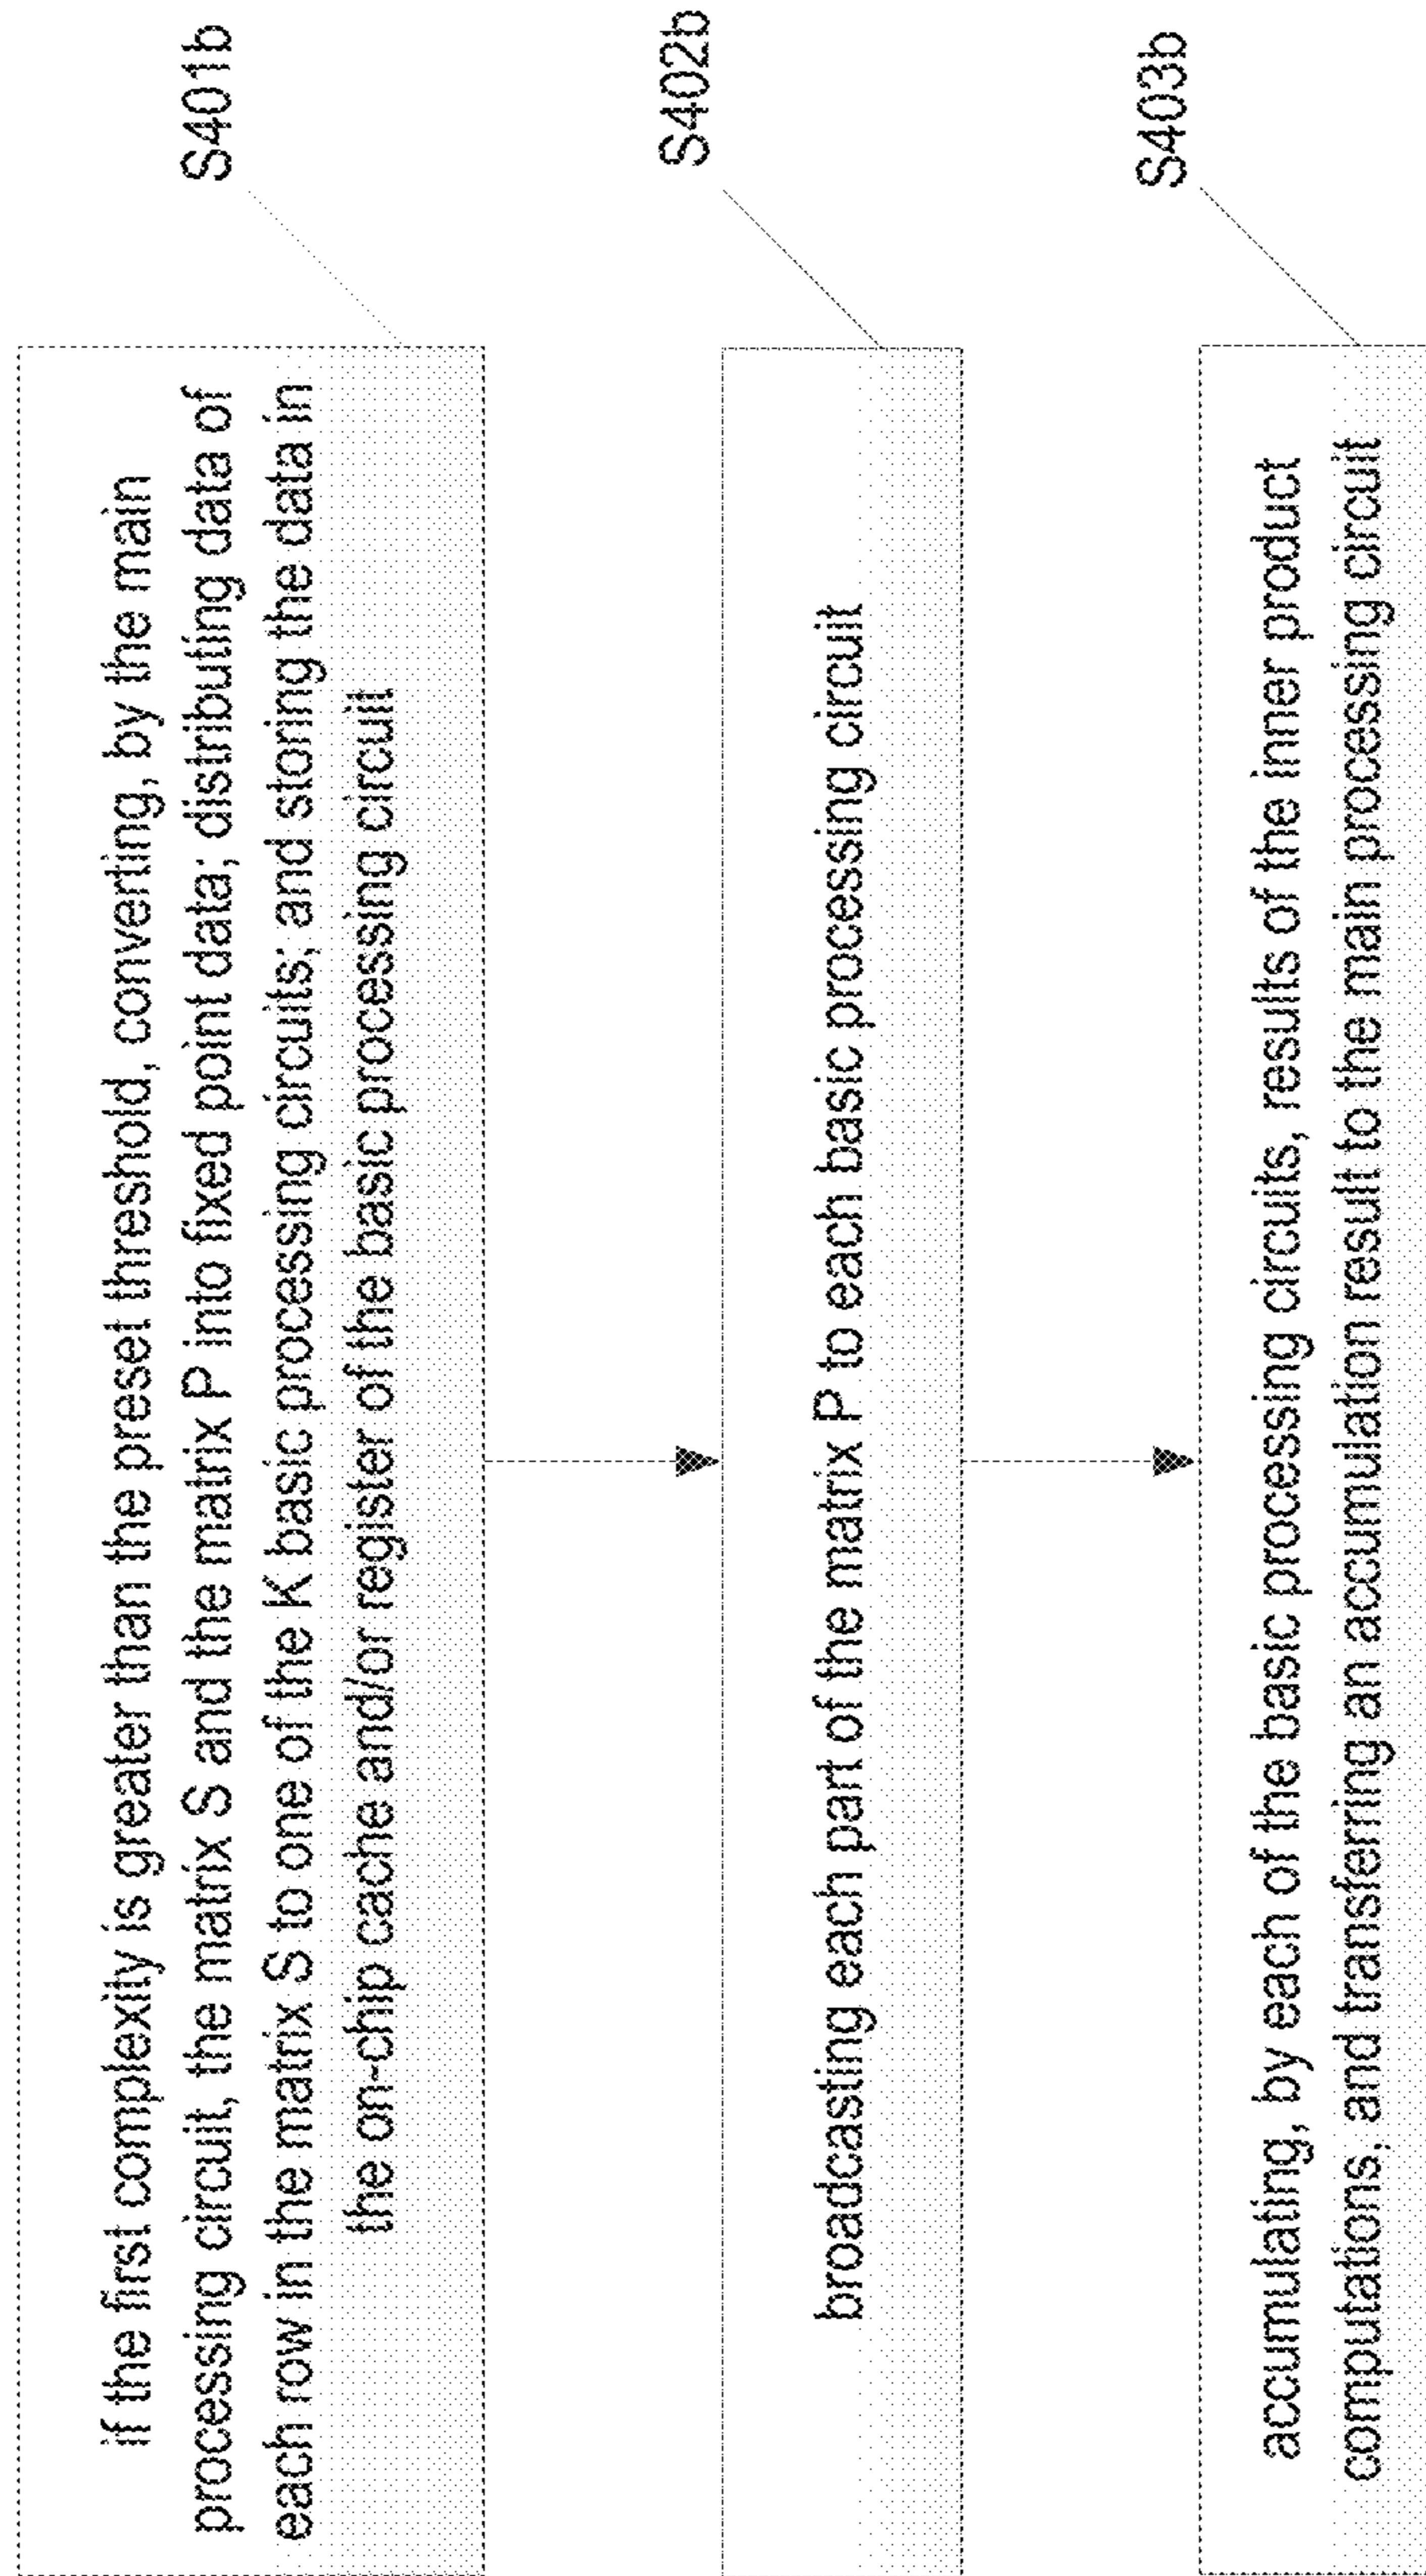 S401b
if the first complexity is greater than the preset threshold, converting, by the main
processing circuit, the matrix S and the matrix P into fixed point data; distributing data of
each row in the matrix S to one of the K basic processing circuits; and storing the data in
the on-chip cache and/or register of the basic processing circuit
S402b
broadcasting each part of the matrix P to each basic processing circuit
S403b
accumulating, by each of the basic processing circuits, results of the inner product
computations, and transferring an accumulation result to the main processing circuit